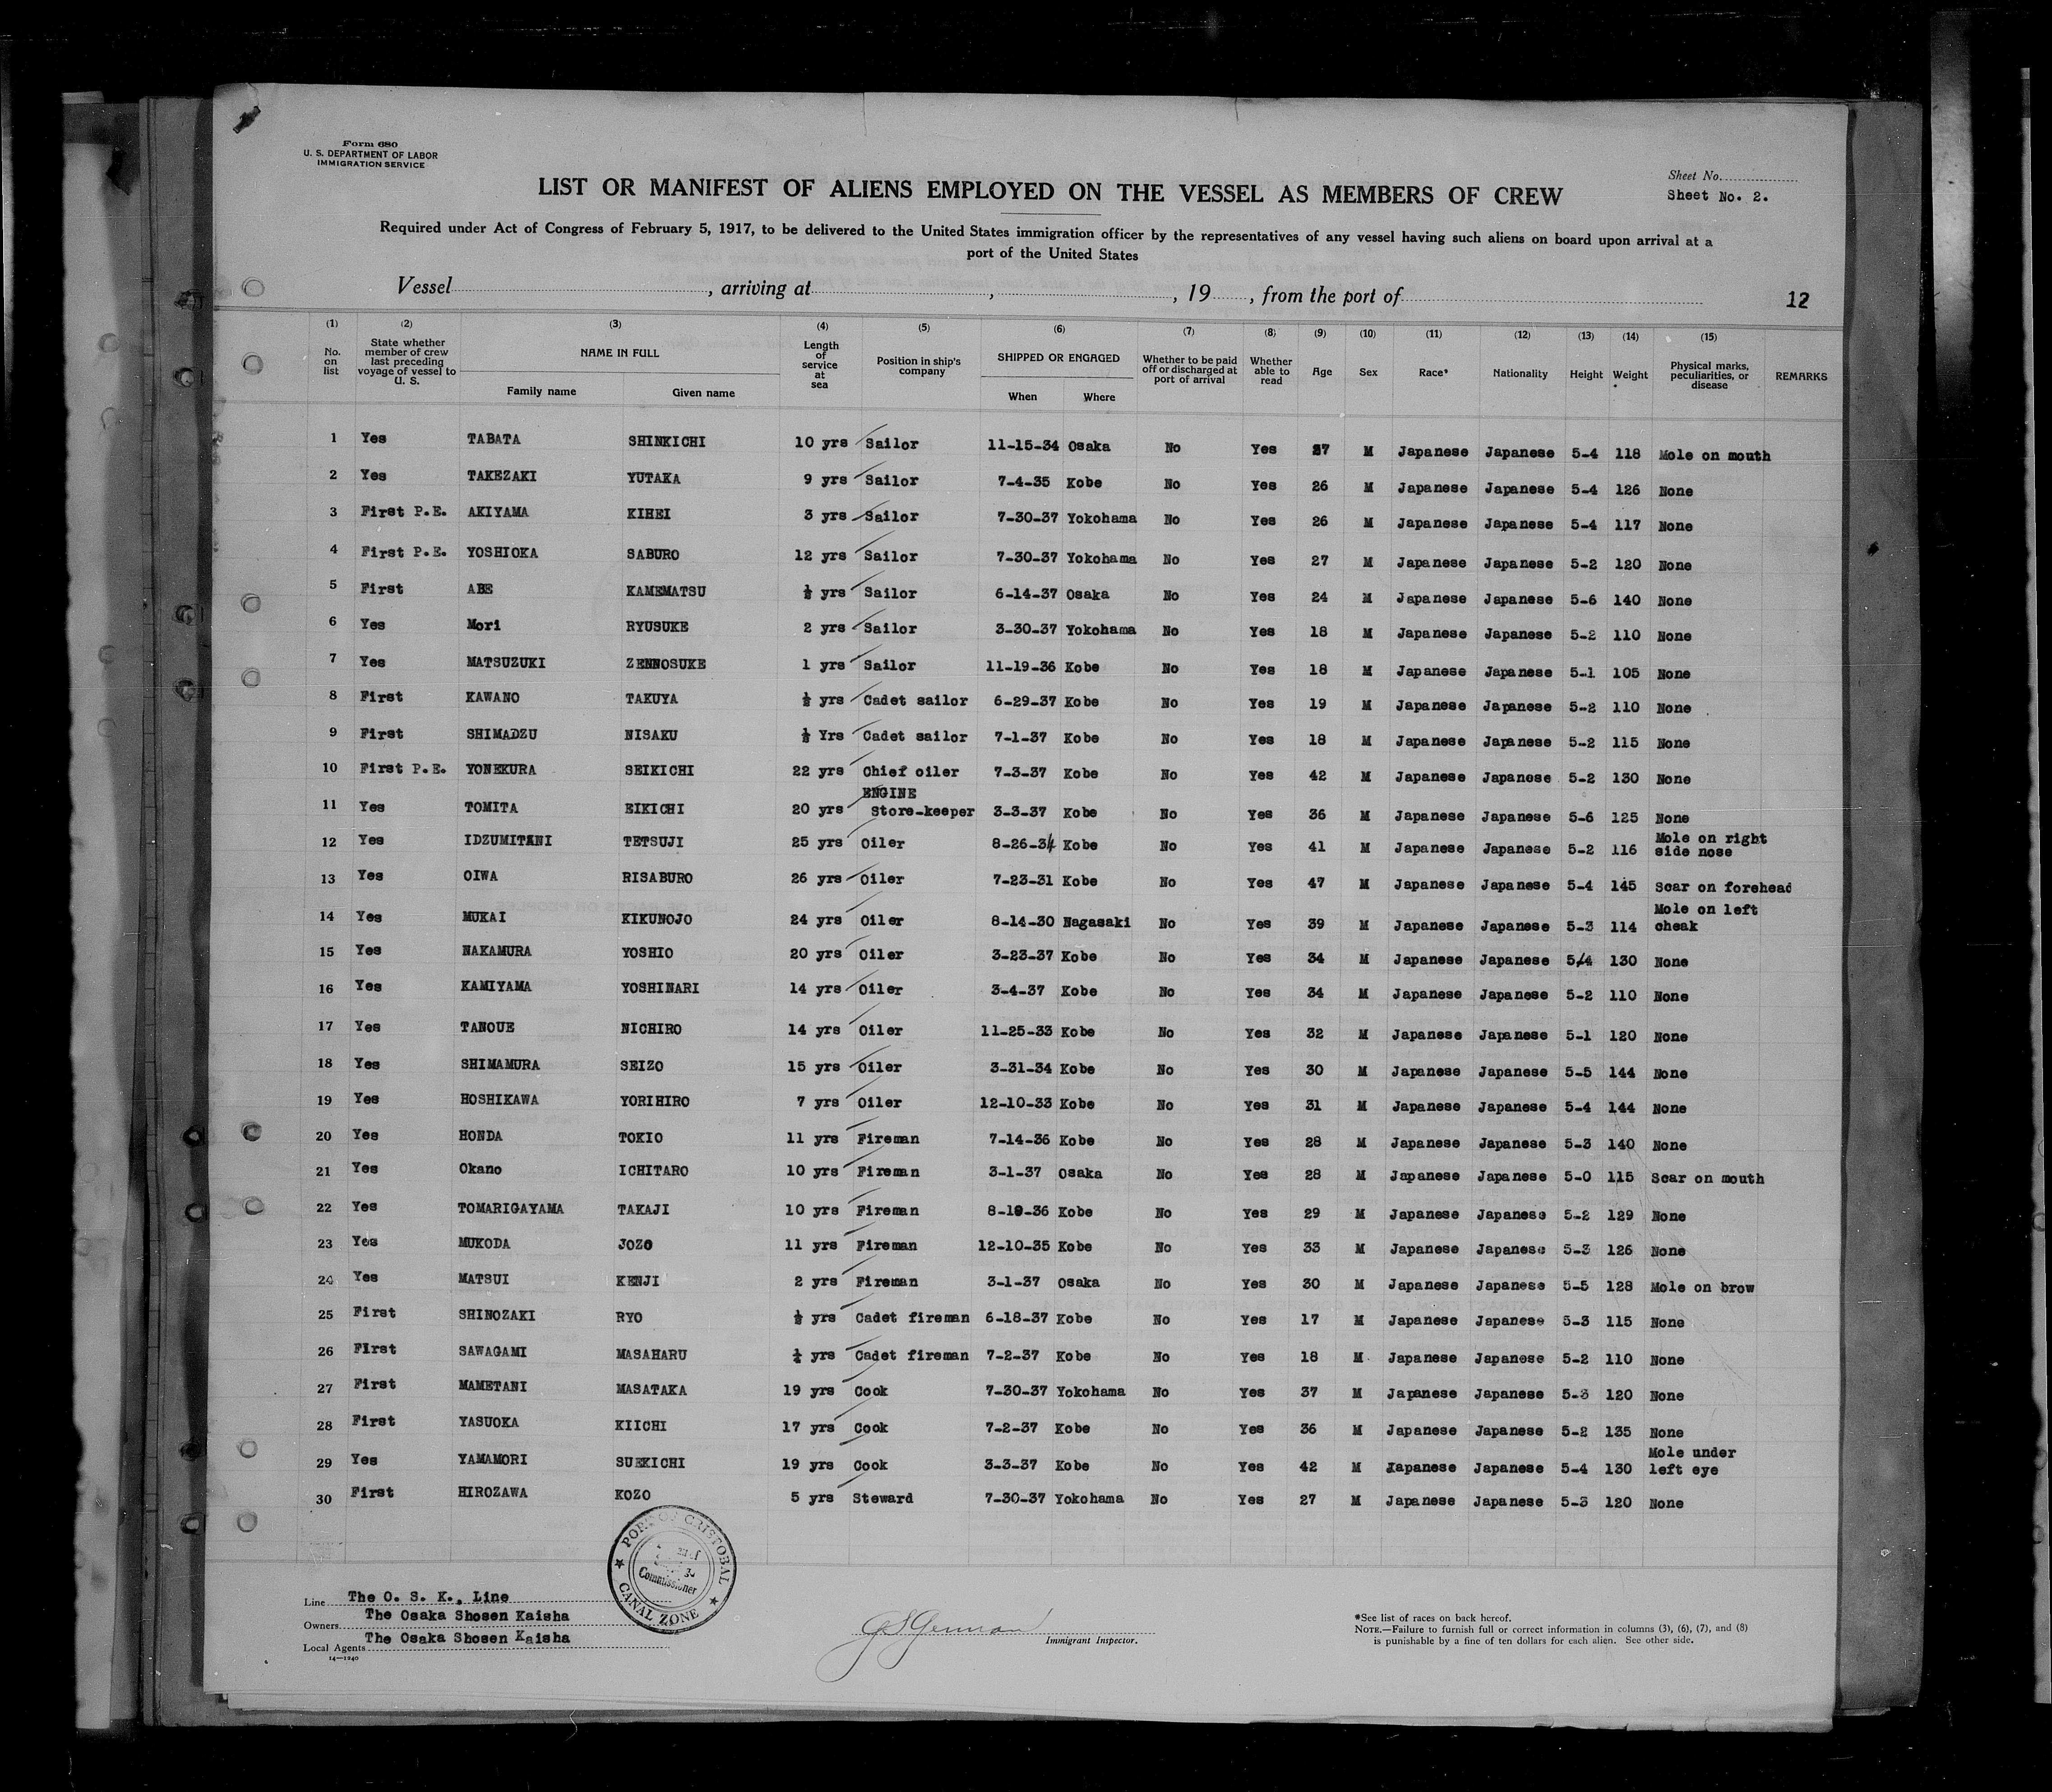 Form 680
U. S. DEPARTMENT OF LABOR
IMMIGRATION SERVICE
Sheet No.
Sheet No. 2.
LIST OR MANIFEST OF ALIENS EMPLOYED ON THE VESSEL AS MEMBERS OF CREW
Required under Act of Congress of February 5, 1917, to be delivered to the United States immigration officer by the representatives of any vessel having such aliens on board upon arrival at a
port of the United States
Vessel , arriving at , , 19 , from the port of
12
(1) (2) (3) (4) (5) (6) (7) (8) (9) (10) (11) (12) (13) (14) (15)
No. on list State whether member of crew last preceding voyage of vessel to U. S. NAME IN FULL Family name Given name Length of service at sea Position in ship's company SHIPPED OR ENGAGED When Where Whether to be paid off or discharged at port of arrival Whether able to read Age Sex Race* Nationality Height Weight Physical marks, peculiarities, or disease REMARKS
1 Yes TABATA SHINKICHI 10 yrs Sailor 11-15-34 Osaka No Yes 37 M Japanese Japanese 5-4 118 Mole on mouth
2 Yes TAKEZAKI YUTAKA 9 yrs Sailor 7-4-35 Kobe No Yes 26 M Japanese Japanese 5-4 126 None
3 First P.E. AKIYAMA KIHEI 3 yrs Sailor 7-30-37 Yokohama No Yes 26 M Japanese Japanese 5-4 117 None
4 First P.E. YOSHIOKA SABURO 12 yrs Sailor 7-30-37 Yokohama No Yes 27 M Japanese Japanese 5-2 120 None
5 First ABE KAMEMATSU yrs Sailor 6-14-37 Osaka No Yes 24 M Japanese Japanese 5-6 140 None
6 Yes Mori RYUSUKE 2 yrs Sailor 3-30-37 Yokohama No Yes 18 M Japanese Japanese 5-2 110 None
7 Yes MATSUZUKI ZENNOSUKE 1 yrs Sailor 11-19-36 Kobe No Yes 18 M Japanese Japanese 5-1 105 None
8 First KAWANO TAKUYA yrs Cadet sailor 6-29-37 Kobe No Yes 19 M Japanese Japanese 5-2 110 None
9 First SHIMADZU NISAKU Yrs Cadet sailor 7-1-37 Kobe No Yes 18 M Japanese Japanese 5-2 115 None
10 First P.E. YONEKURA SEIKICHI 22 yrs Chief oiler 7-3-37 Kobe No Yes 42 M Japanese Japanese 5-2 130 None
11 Yes TOMITA EIKICHI 20 yrs ENGINE Store-keeper 3-3-37 Kobe No Yes 36 M Japanese Japanese 5-6 125 None
12 Yes IDZUMITANI TETSUJI 25 yrs Oiler 8-26-34 Kobe No Yes 41 M Japanese Japanese 5-2 116 Mole on right side nose
13 Yes OIWA RISABURO 26 yrs Oiler 7-23-31 Kobe No Yes 47 M Japanese Japanese 5-4 145 Scar on forehead
14 Yes MUKAI KIKUNOJO 24 yrs Oiler 8-14-30 Nagasaki No Yes 39 M Japanese Japanese 5-3 114 Mole on left cheak
15 Yes NAKAMURA YOSHIO 20 yrs Oiler 3-23-37 Kobe No Yes 34 M Japanese Japanese 5/4 130 None
16 Yes KAMIYAMA YOSHINARI 14 yrs Oiler 3-4-37 Kobe No Yes 34 M Japanese Japanese 5-2 110 None
17 Yes TANOUE NICHIRO 14 yrs Oiler 11-25-33 Kobe No Yes 32 M Japanese Japanese 5-1 120 None
18 Yes SHIMAMURA SEIZO 15 yrs Oiler 3-31-34 Kobe No Yes 30 M Japanese Japanese 5-5 144 None
19 Yes HOSHIKAWA YORIHIRO 7 yrs Oiler 12-10-33 Kobe No Yes 31 M Japanese Japanese 5-4 144 None
20 Yes HONDA TOKIO 11 yrs Fireman 7-14-36 Kobe No Yes 28 M Japanese Japanese 5-3 140 None
21 Yes Okano ICHITARO 10 yrs Fireman 3-1-37 Osaka No Yes 28 M Japanese Japanese 5-0 115 Scar on mouth
22 Yes TOMARIGAYAMA TAKAJI 10 yrs Fireman 8-19-36 Kobe No Yes 29 M Japanese Japanese 5-2 129 None
23 Yes MUKODA JOZO 11 yrs Fireman 12-10-35 Kobe No Yes 33 M Japanese Japanese 5-3 126 None
24 Yes MATSUI KENJI 2 yrs Fireman 3-1-37 Osaka No Yes 30 M Japanese Japanese 5-5 128 Mole on brow
25 First SHINOZAKI RYO yrs Cadet fireman 6-18-37 Kobe No Yes 17 M Japanese Japanese 5-3 115 None
26 FIrst SAWAGAMI MASAHARU yrs Cadet fireman 7-2-37 Kobe No Yes 18 M Japanese Japanese 5-2 110 None
27 First MAMETANI MASATAKA 19 yrs Cook 7-30-37 Yokohama No Yes 37 M Japanese Japanese 5-3 120 None
28 First YASUOKA KIICHI 17 yrs Cook 7-2-37 Kobe No Yes 36 M Japanese Japanese 5-2 135 None
29 Yes YAMAMORI SUEKICHI 19 yrs Cook 3-3-37 Kobe No Yes 42 M Japanese Japanese 5-4 130 Mole under left eye
30 First HIROZAWA KOZO 5 yrs Steward 7-30-37 Yokohama No Yes 27 M Japanese Japanese 5-3 120 None
PORT OF CRISTOBAL
Commissioner
CANAL ZONE
Line The O. S. K., Line
Owners The Osaka Shosen Kaisha
Local Agents The Osaka Shosen Kaisha
14—1240
Immigrant Inspector.
*See list of races on back hereof.
NOTE.—Failure to furnish full or correct information in columns (3), (6), (7), and (8)
is punishable by a fine of ten dollars for each alien. See other side.